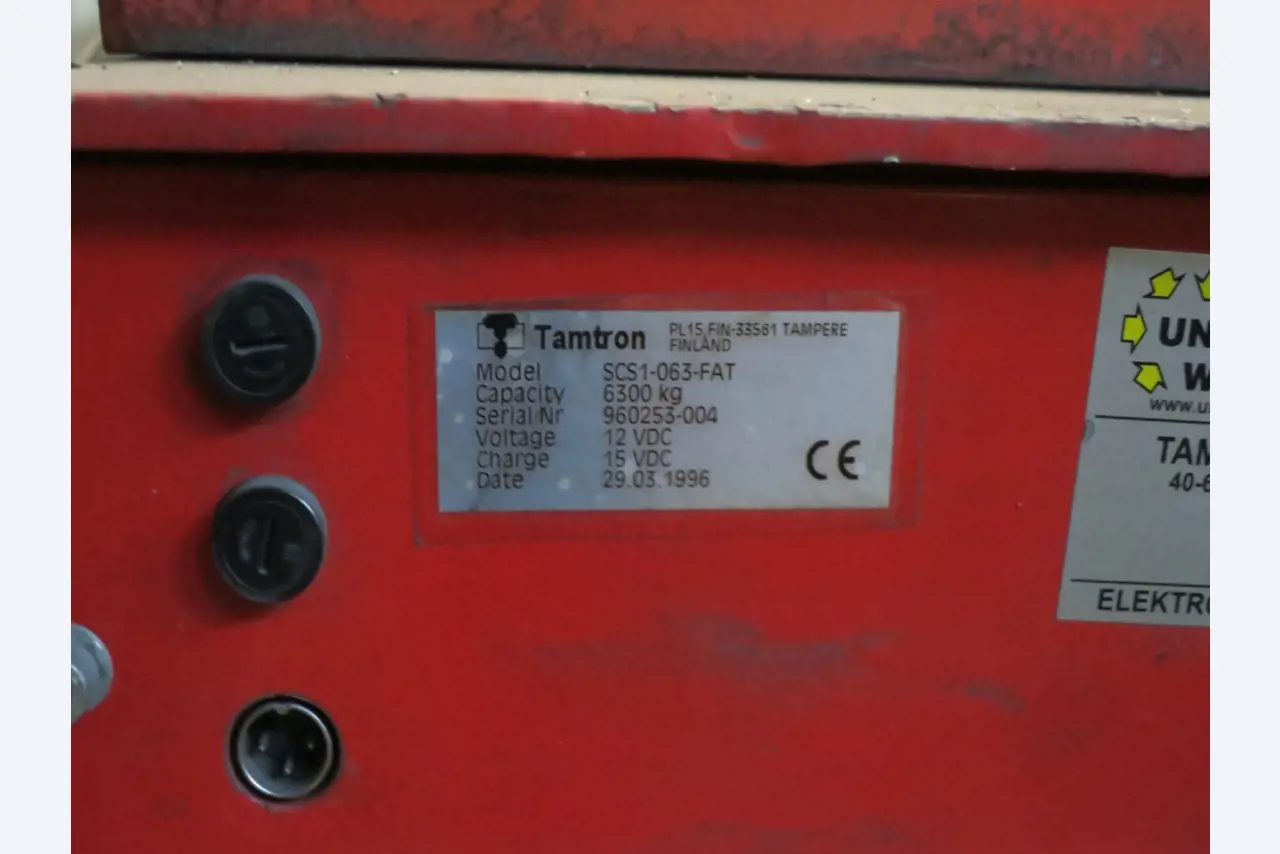 Tamtron PL15, FIN-33561 TAMPERE
FINLAND
Model SCS1-063-FAT
Capacity 6300 kg
Serial Nr 960253-004
Voltage 12 VDC
Charge 15 VDC
Date 29.03.1996
CE
UN
W
www.u
TAM
40-6
ELEKTRO